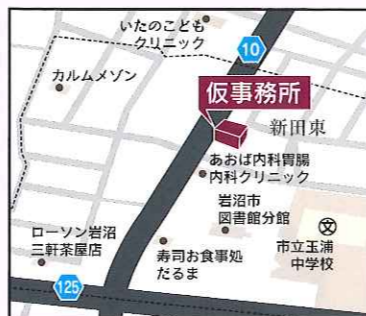 いたのこども
クリニック
10
カルムメゾン
仮事務所
新田東
あおば内科胃腸
内科クリニック
岩沼市
図書館分館
文
市立玉浦
中学校
ローソン岩沼
三軒茶屋店
寿司お食事処
だるま
125